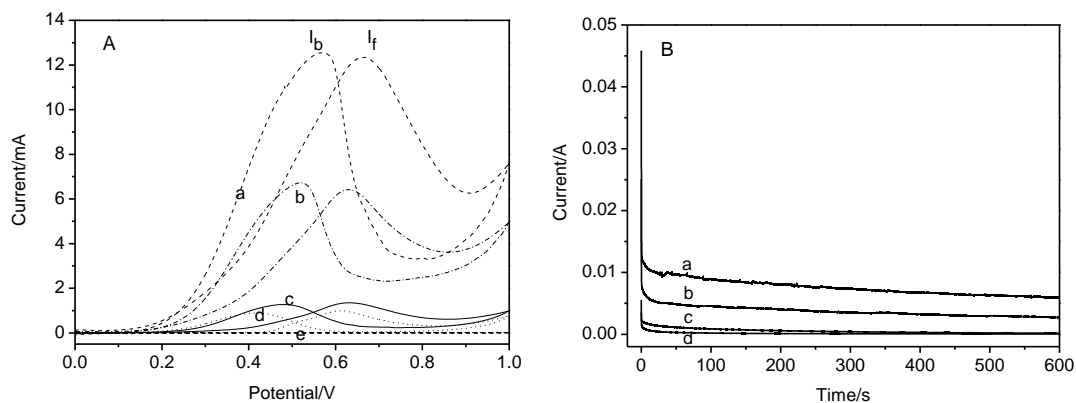 A
I_b I_f
a
b
c
d
e
14
12
10
8
6
4
2
0
Current/mA
0.0 0.2 0.4 0.6 0.8 1.0
Potential/V
B
a
b
c
d
0.05
0.04
0.03
0.02
0.01
0.00
Current/A
0 100 200 300 400 500 600
Time/s